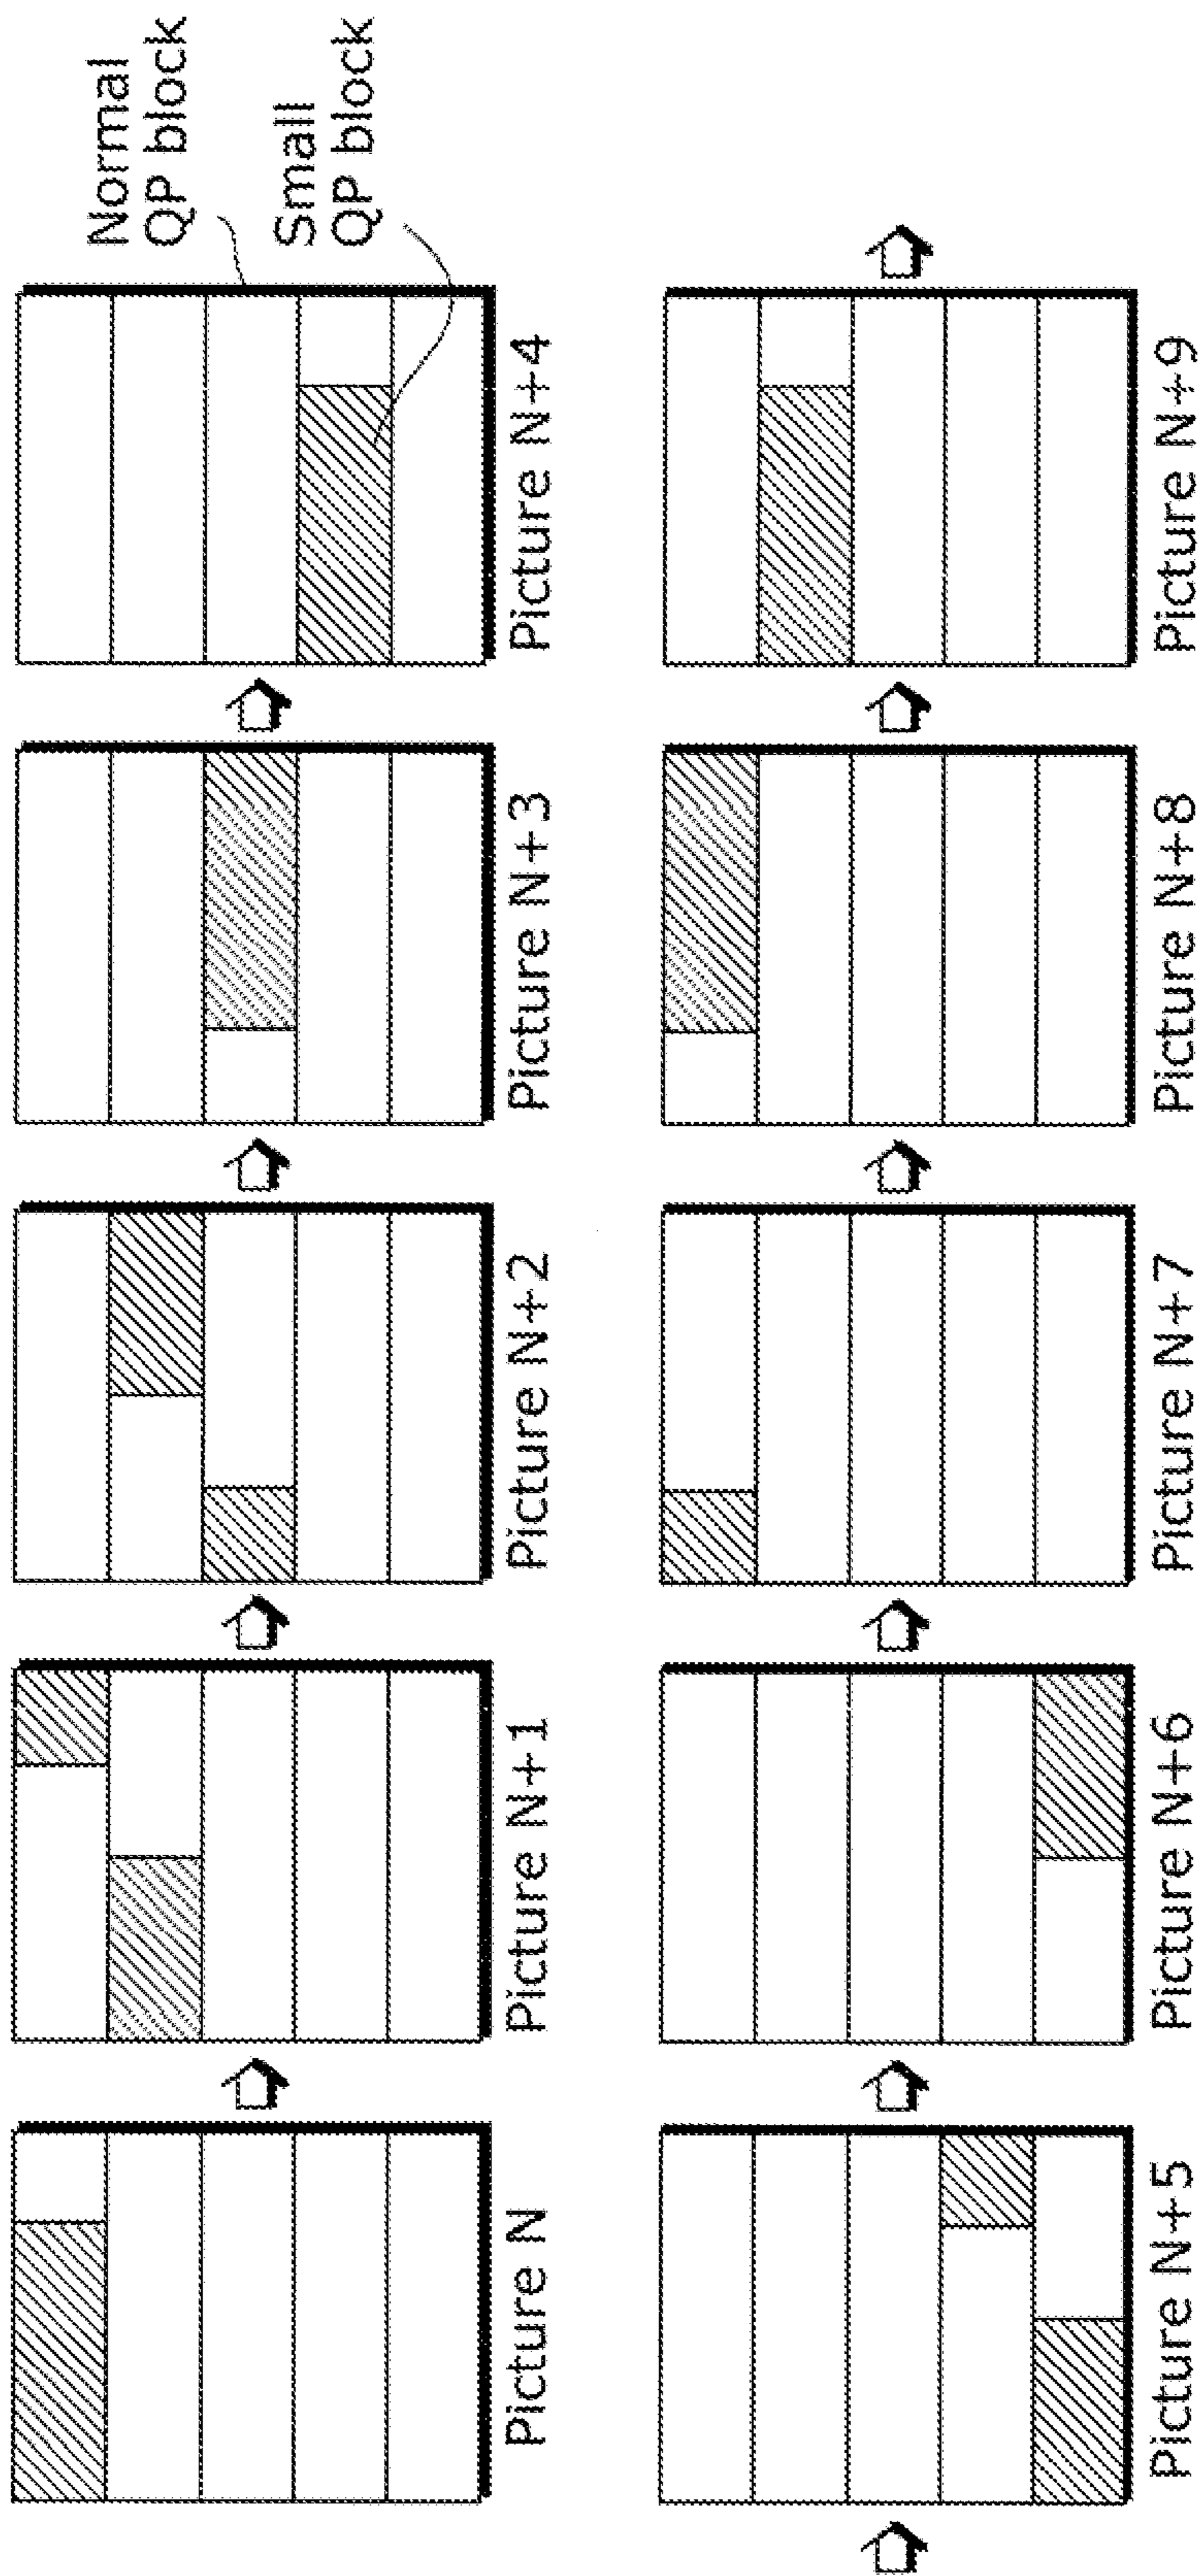 Normal
QP block
Small
QP block
Picture N
Picture N+1
Picture N+2
Picture N+3
Picture N+4
Picture N+5
Picture N+6
Picture N+7
Picture N+8
Picture N+9